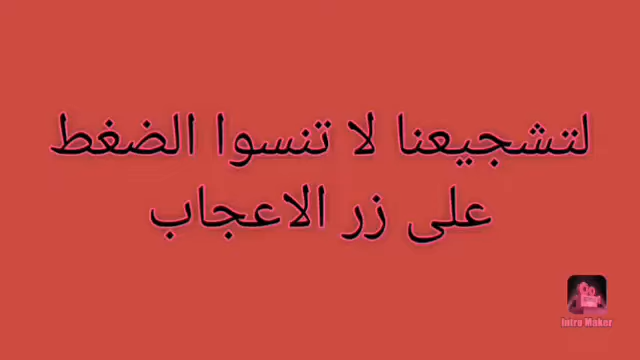 لتشجيعنا لا تنسوا الضغط
على زر الاعجاب
Intro Maker